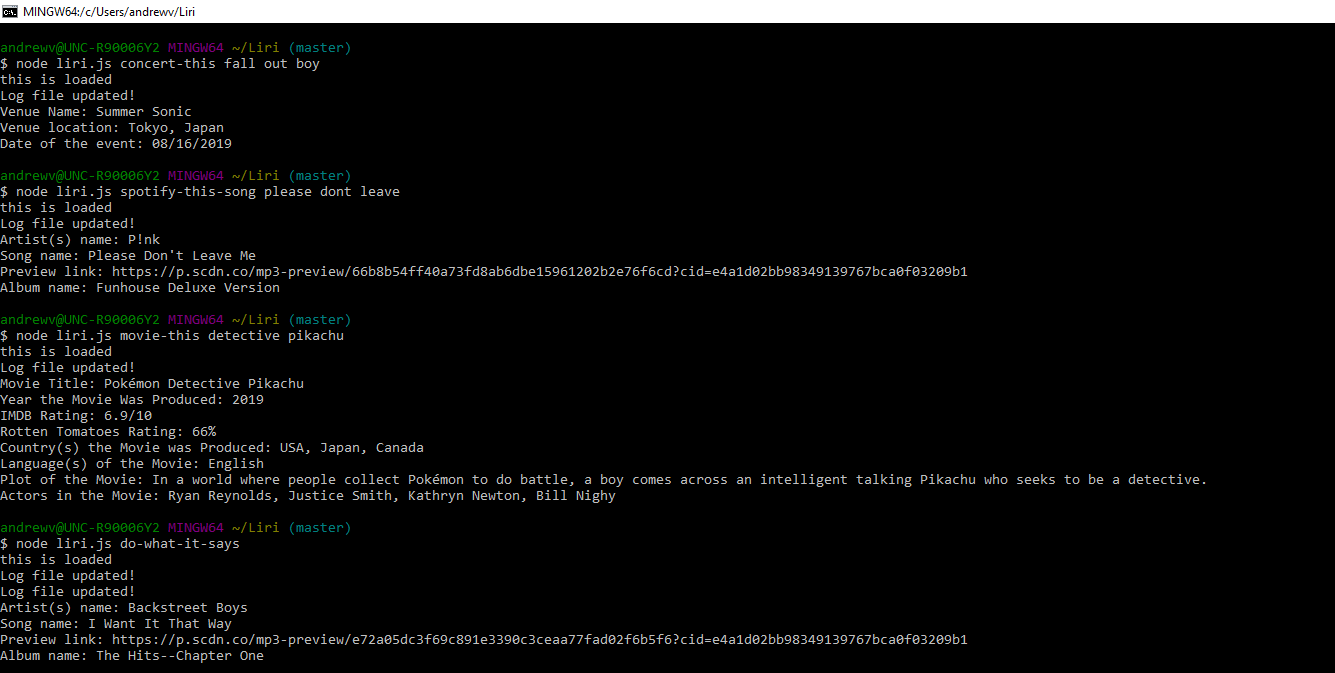 MINGW64:/c/Users/andrewv/Liri
andrewv@UNC-R90006Y2 MINGW64 ~/Liri (master)
$ node liri.js concert-this fall out boy
this is loaded
Log file updated!
Venue Name: Summer Sonic
Venue location: Tokyo, Japan
Date of the event: 08/16/2019
andrewv@UNC-R90006Y2 MINGW64 ~/Liri (master)
$ node liri.js spotify-this-song please dont leave
this is loaded
Log file updated!
Artist(s) name: P!nk
Song name: Please Don't Leave Me
Preview link: https://p.scdn.co/mp3-preview/66b8b54ff40a73fd8ab6dbe15961202b2e76f6cd?cid=e4a1d02bb98349139767bca0f03209b1
Album name: Funhouse Deluxe Version
andrewv@UNC-R90006Y2 MINGW64 ~/Liri (master)
$ node liri.js movie-this detective pikachu
this is loaded
Log file updated!
Movie Title: Pokémon Detective Pikachu
Year the Movie Was Produced: 2019
IMDB Rating: 6.9/10
Rotten Tomatoes Rating: 66%
Country(s) the Movie was Produced: USA, Japan, Canada
Language(s) of the Movie: English
Plot of the Movie: In a world where people collect Pokémon to do battle, a boy comes across an intelligent talking Pikachu who seeks to be a detective.
Actors in the Movie: Ryan Reynolds, Justice Smith, Kathryn Newton, Bill Nighy
andrewv@UNC-R90006Y2 MINGW64 ~/Liri (master)
$ node liri.js do-what-it-says
this is loaded
Log file updated!
Log file updated!
Artist(s) name: Backstreet Boys
Song name: I Want It That Way
Preview link: https://p.scdn.co/mp3-preview/e72a05dc3f69c891e3390c3ceaa77fad02f6b5f6?cid=e4a1d02bb98349139767bca0f03209b1
Album name: The Hits--Chapter One